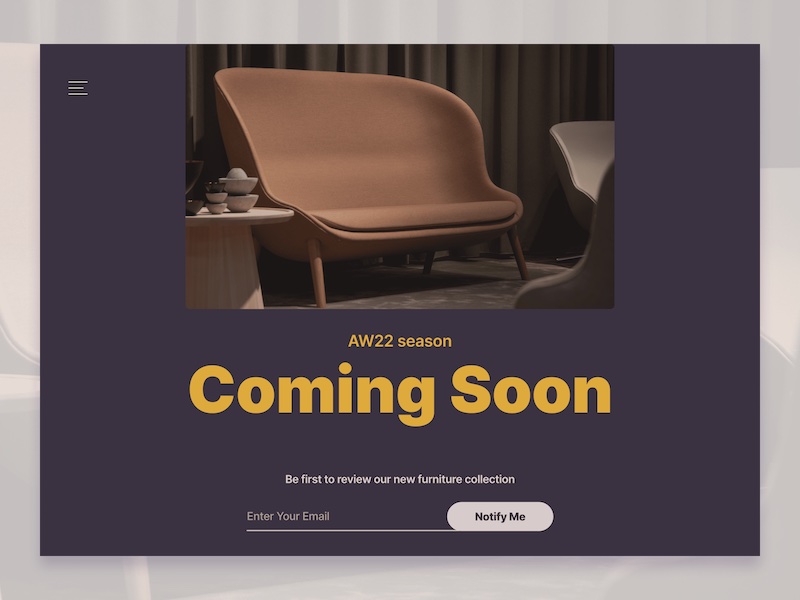 AW22 season
Coming Soon
Be first to review our new furniture collection
Enter Your Email
Notify Me